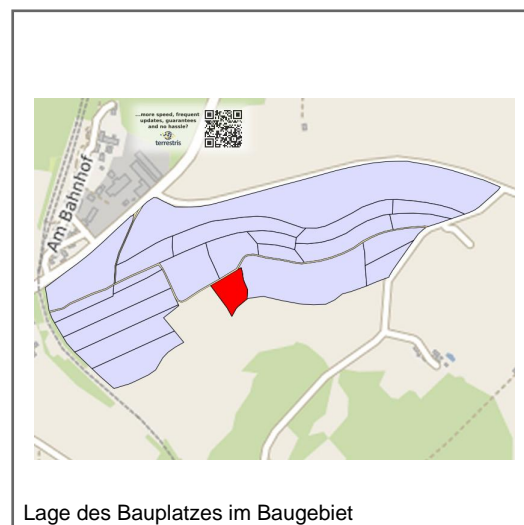 ...more speed, frequent
updates, guarantees
and no hassle?
terrestris
Am Bahnhof
Lage des Bauplatzes im Baugebiet